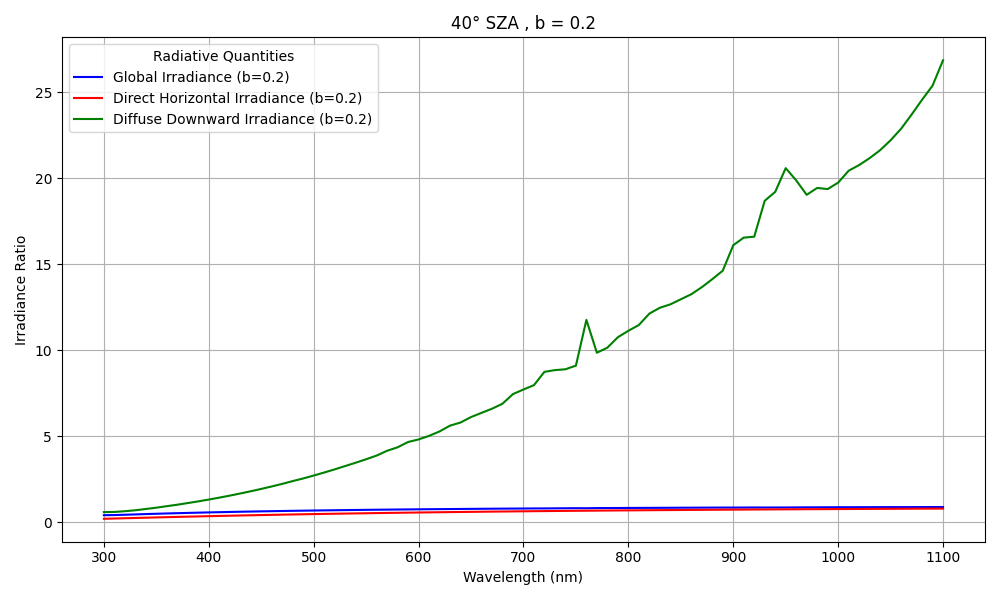 40° SZA , b = 0.2
Radiative Quantities
Global Irradiance (b=0.2)
Direct Horizontal Irradiance (b=0.2)
Diffuse Downward Irradiance (b=0.2)
Irradiance Ratio
25
20
15
10
5
0
300 400 500 600 700 800 900 1000 1100
Wavelength (nm)